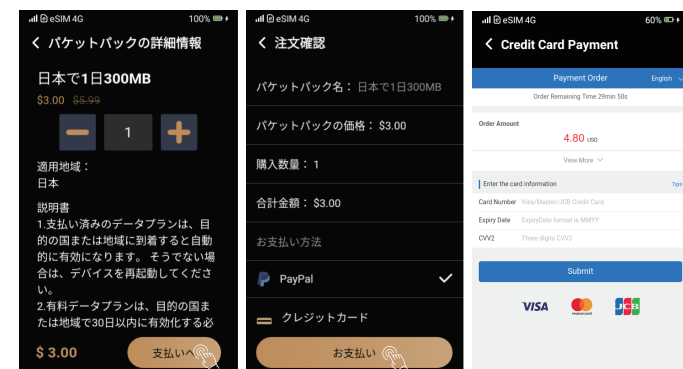 eSIM 4G 100%
パケットパックの詳細情報
日本で1日300MB
$3.00 $5.99
1
適用地域：
日本
説明書
1.支払い済みのデータプランは、目
的の国または地域に到着すると自動
的に有効になります。 そうでない場
合は、デバイスを再起動してくださ
い。
2.有料データプランは、目的の国ま
たは地域で30日以内に有効化する必
$ 3.00 支払いへ
eSIM 4G 100%
注文確認
パケットパック名： 日本で1日300MB
パケットパックの価格： $3.00
購入数量： 1
合計金額： $3.00
お支払い方法
PayPal
クレジットカード
お支払い
eSIM 4G 60%
Credit Card Payment
Payment Order English
Order Remaining Time 29min 50s
Order Amount
4.80 USD
View More
Enter the card information Tips
Card Number Visa/Master/JCB Credit Card
Expiry Date ExpiryDate format is MMYY
CVV2 Three digits CVV2
Submit
VISA mastercard JCB